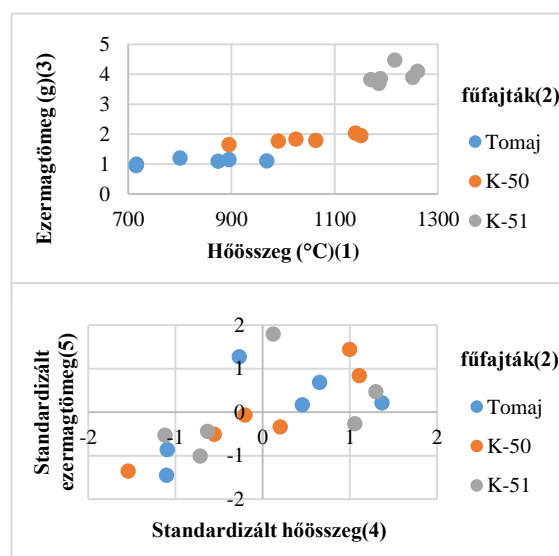 Ezermagtömeg (g)(3)
5
4
3
2
1
0
700
900
1100
1300
Hőösszeg (°C)(1)
fűfajták(2)
Tomaj
K-50
K-51
Standardizált
ezermagtömeg(5)
2
1
0
-1
-2
-2
-1
0
1
2
Standardizált hőösszeg(4)
fűfajták(2)
Tomaj
K-50
K-51